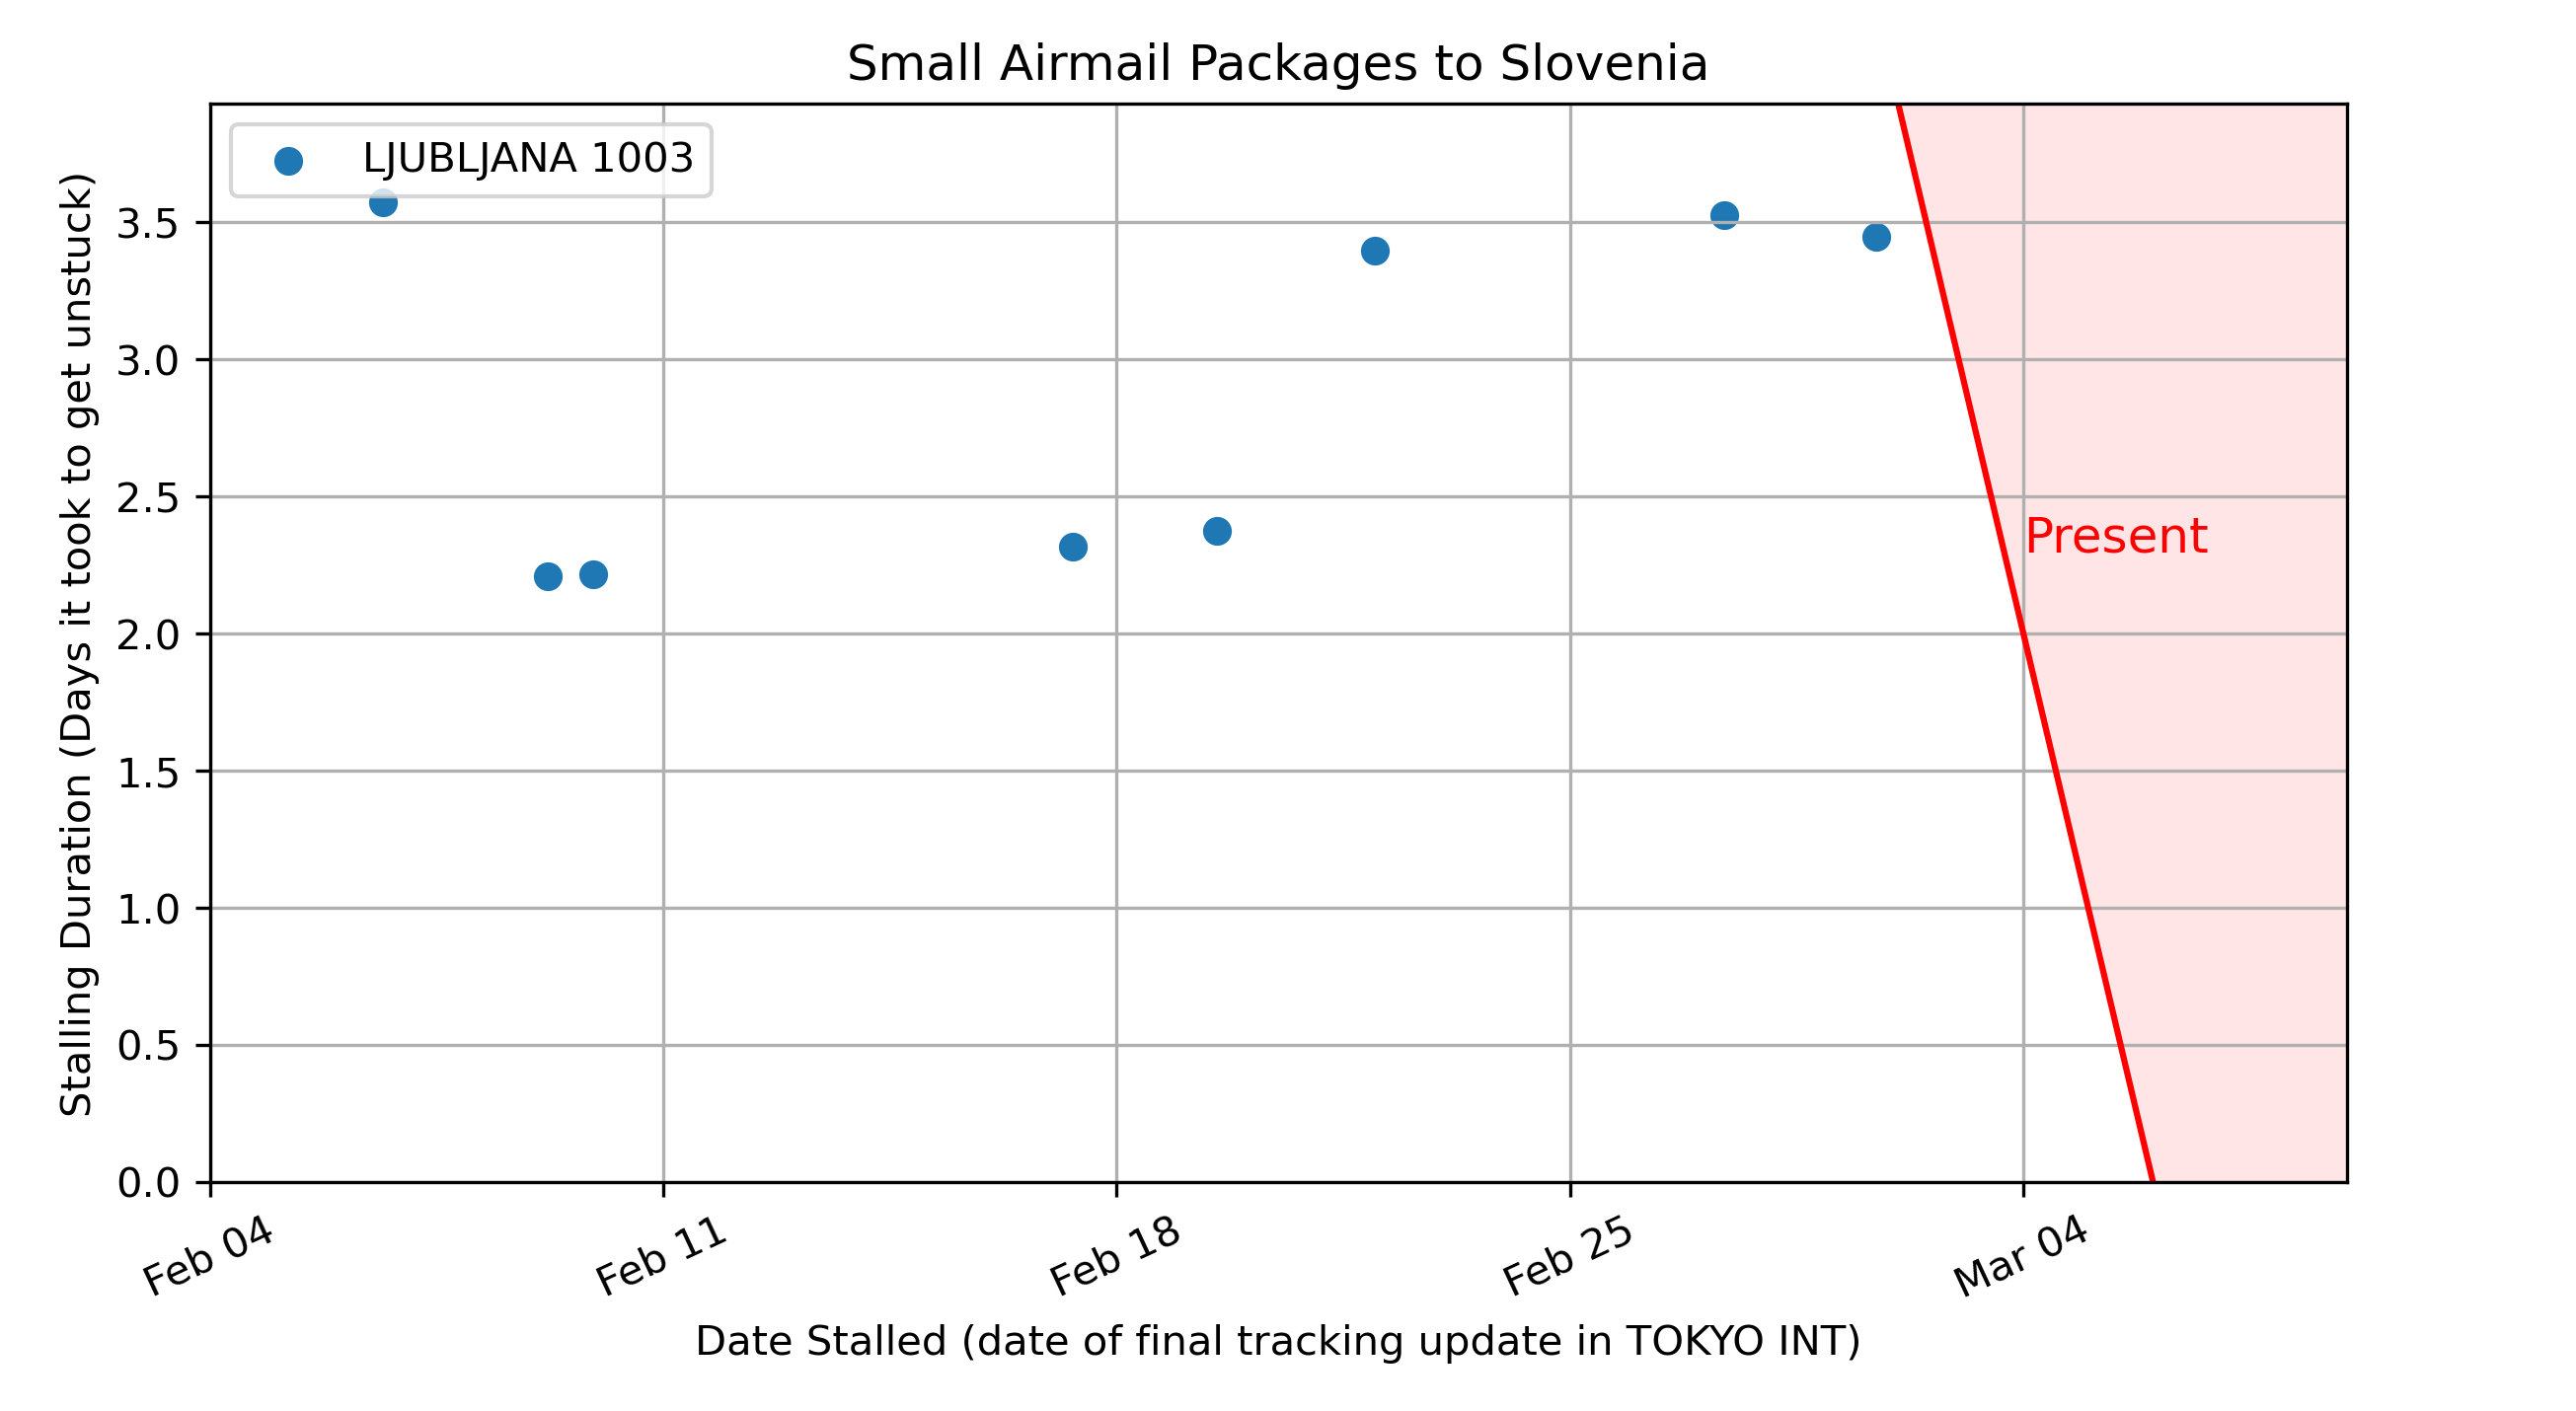 Small Airmail Packages to Slovenia
LJUBLJANA 1003
Stalling Duration (Days it took to get unstuck)
3.5
3.0
2.5
2.0
1.5
1.0
0.5
0.0
Present
Feb 04
Feb 11
Feb 18
Feb 25
Mar 04
Date Stalled (date of final tracking update in TOKYO INT)